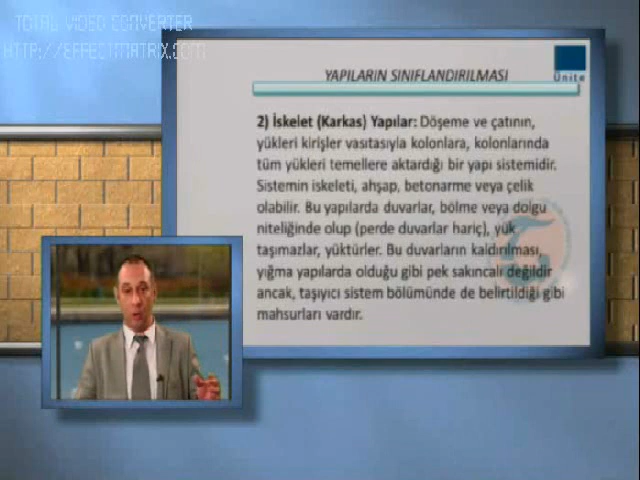 TOTAL VIDEO CONVERTER
HTTP://EFFECTMATRIX.COM
YAPILARIN SINIFLANDIRILMASI
Ünite
2) İskelet (Karkas) Yapılar: Döşeme ve çatının,
yükleri kirişler vasıtasıyla kolonlara, kolonlarında
tüm yükleri temellere aktardığı bir yapı sistemidir.
Sistemin iskeleti, ahşap, betonarme veya çelik
olabilir. Bu yapılarda duvarlar, bölme veya dolgu
niteliğinde olup (perde duvarlar hariç), yük
taşımazlar, yüktürler. Bu duvarların kaldırılması,
yığma yapılarda olduğu gibi pek sakıncalı değildir
ancak, taşıyıcı sistem bölümünde de belirtildiği gibi
mahsurları vardır.